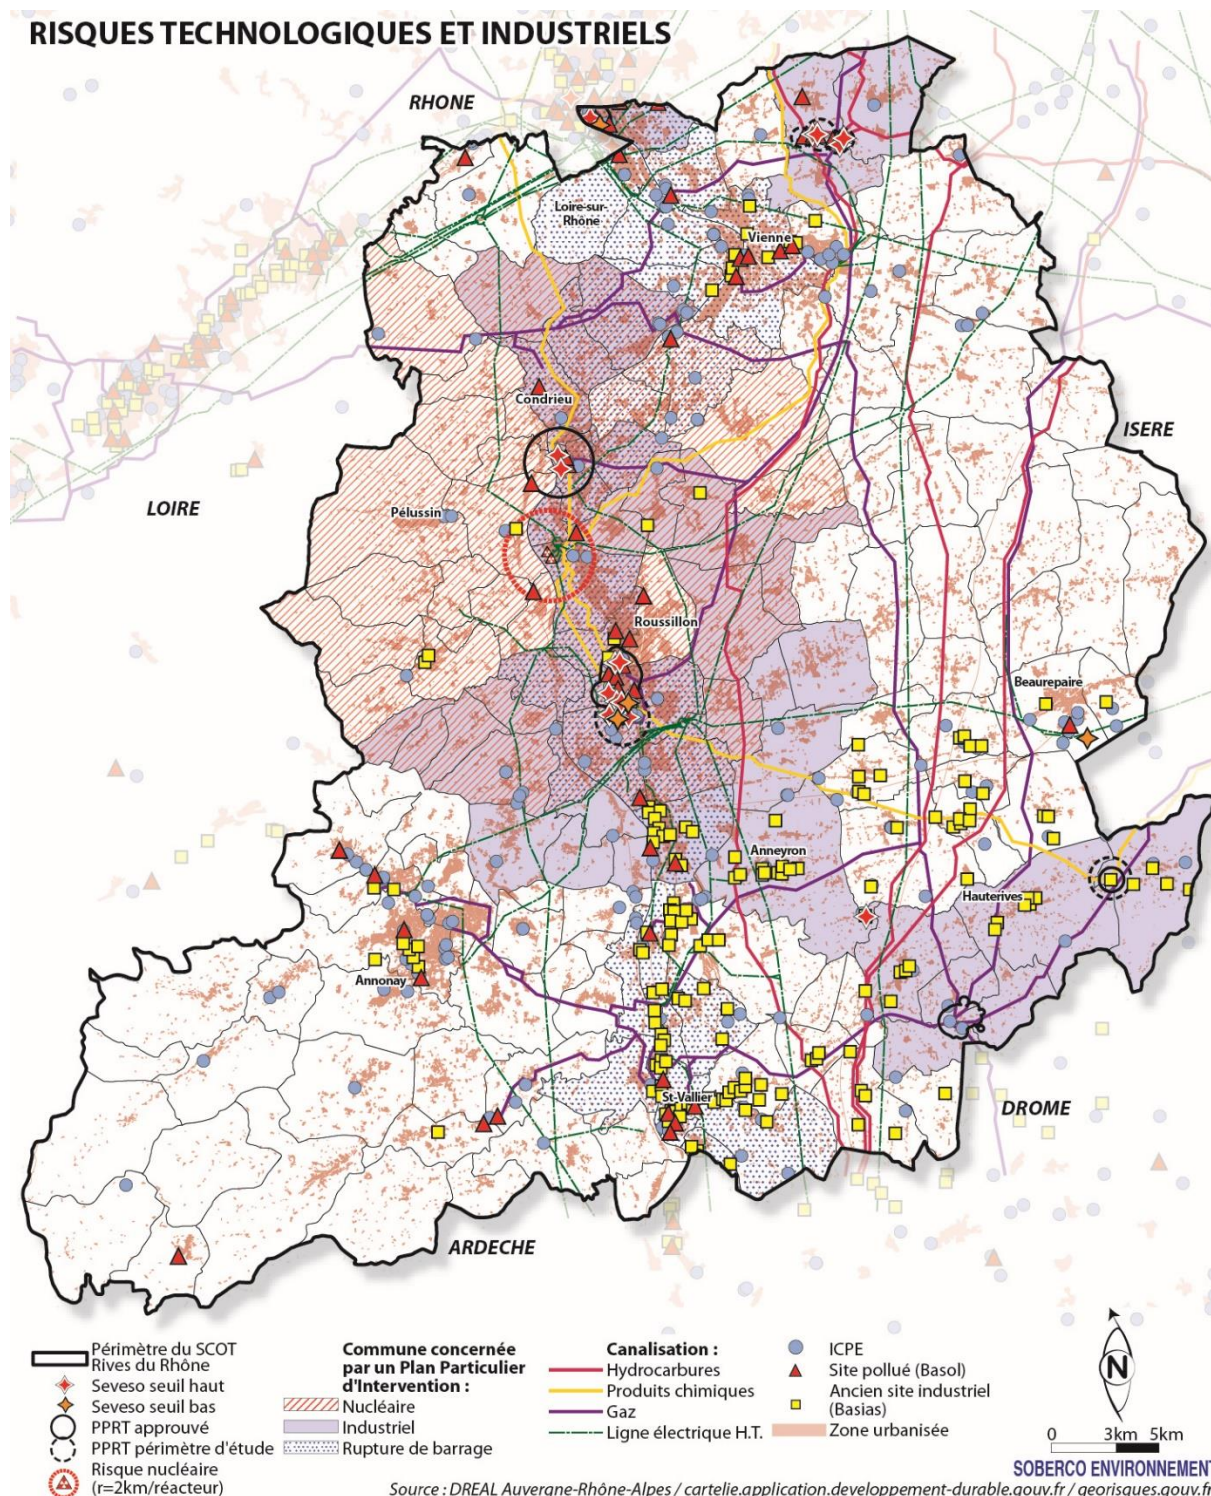 RISQUES TECHNOLOGIQUES ET INDUSTRIELS
RHONE
Loire-sur-
Rhône
Vienne
Condrieu
ISERE
LOIRE
Pélussin
Roussillon
Beaurepaire
Anneyron
Hauterives
Annonay
St-Vallier
DROME
ARDECHE
Périmètre du SCOT
Rives du Rhône
Seveso seuil haut
Seveso seuil bas
PPRT approuvé
PPRT périmètre d'étude
Risque nucléaire
(r=2km/réacteur)
Commune concernée
par un Plan Particulier
d'Intervention :
Nucléaire
Industriel
Rupture de barrage
Canalisation :
Hydrocarbures
Produits chimiques
Gaz
Ligne électrique H.T.
ICPE
Site pollué (Basol)
Ancien site industriel
(Basias)
Zone urbanisée
N
0 3km 5km
SOBERCO ENVIRONNEMENT
Source : DREAL Auvergne-Rhône-Alpes / cartelie.application.developpement-durable.gouv.fr / georisques.gouv.fr